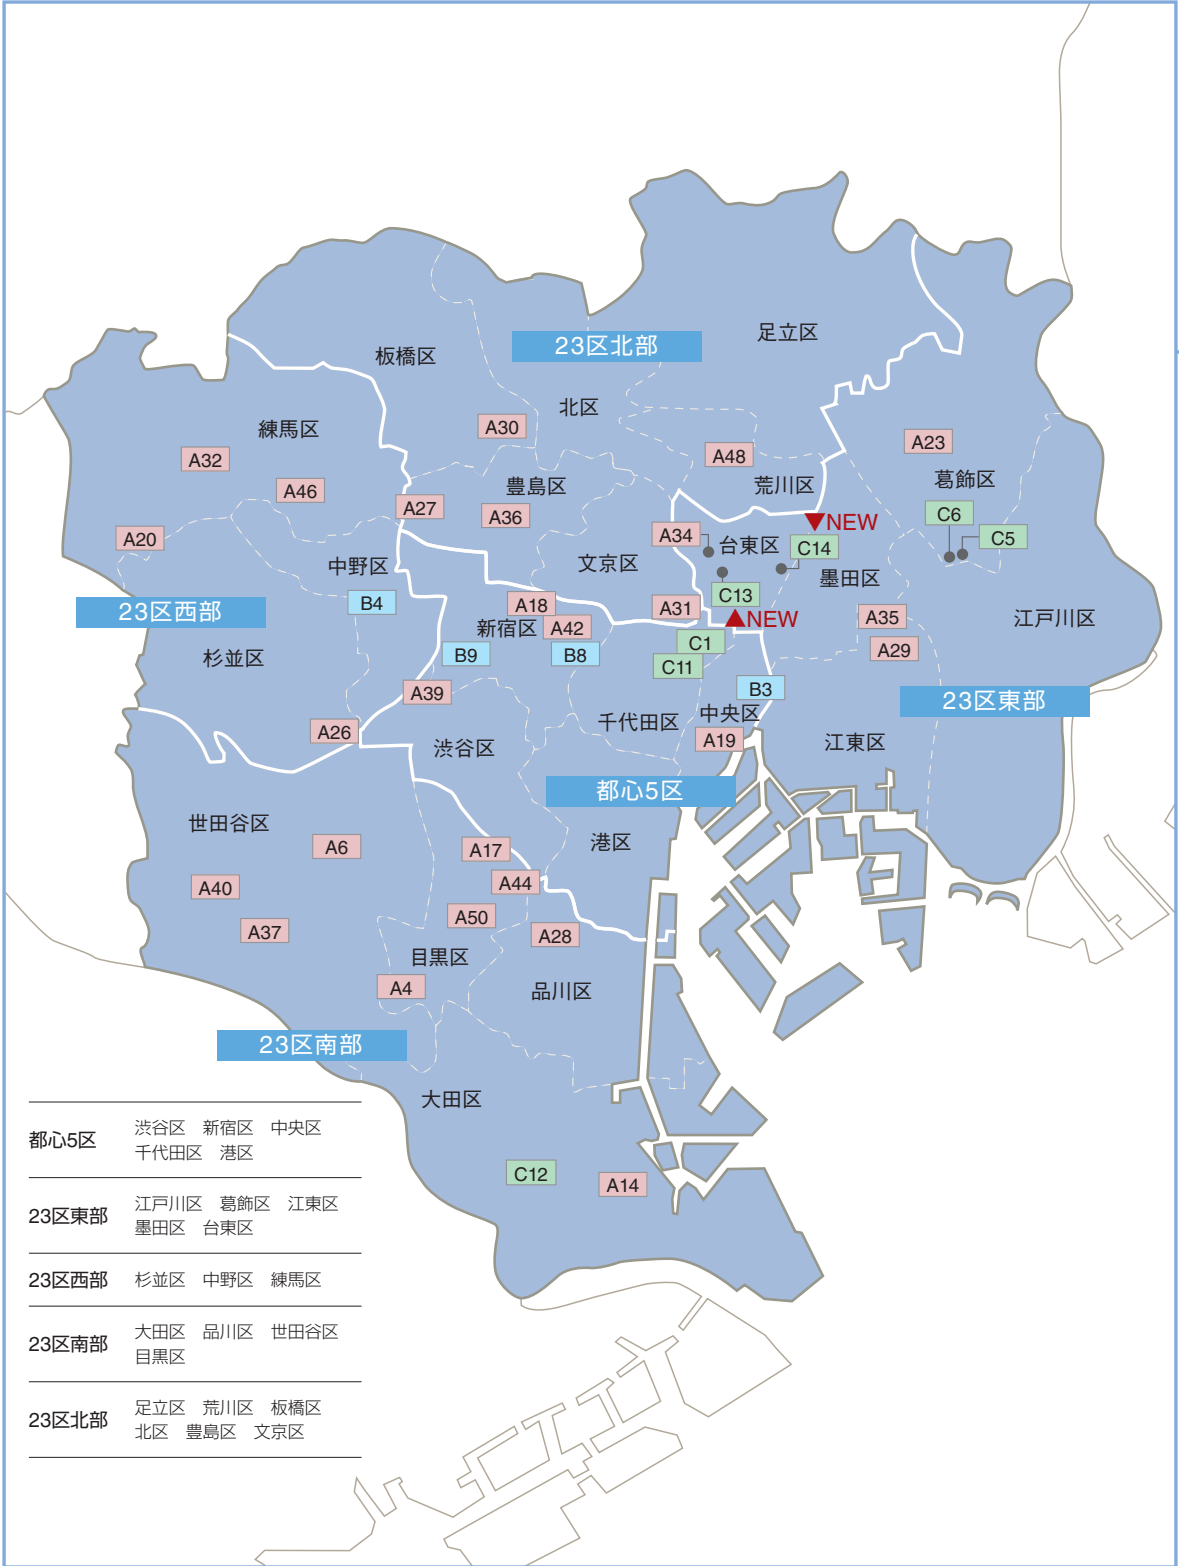 足立区
23区北部
板橋区
北区
練馬区
A30
A23
A48
A32
葛飾区
荒川区
豊島区
A46
A27
A36
C6
NEW
A34
C5
A20
台東区
C14
文京区
中野区
墨田区
C13
B4
A18
A31
23区西部
A35
NEW
江戸川区
新宿区
A42
C1
A29
杉並区
B9
B8
C11
A39
B3
23区東部
中央区
千代田区
A26
A19
江東区
渋谷区
都心5区
世田谷区
港区
A6
A17
A44
A40
A50
A37
A28
目黒区
A4
品川区
23区南部
大田区
C12
A14
都心5区
渋谷区 新宿区 中央区
千代田区 港区
23区東部
江戸川区 葛飾区 江東区
墨田区 台東区
23区西部
杉並区 中野区 練馬区
23区南部
大田区 品川区 世田谷区
目黒区
23区北部
足立区 荒川区 板橋区
北区 豊島区 文京区